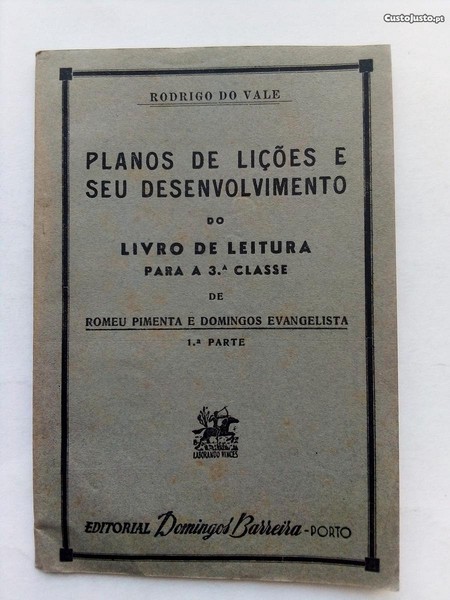 CustoJusto.pt
RODRIGO DO VALE
PLANOS DE LIÇÕES E
SEU DESENVOLVIMENTO
DO
LIVRO DE LEITURA
PARA A 3.ª CLASSE
DE
ROMEU PIMENTA E DOMINGOS EVANGELISTA
1.ª PARTE
LABORANDO VINCES
EDITORIAL Domingos Barreira - PORTO